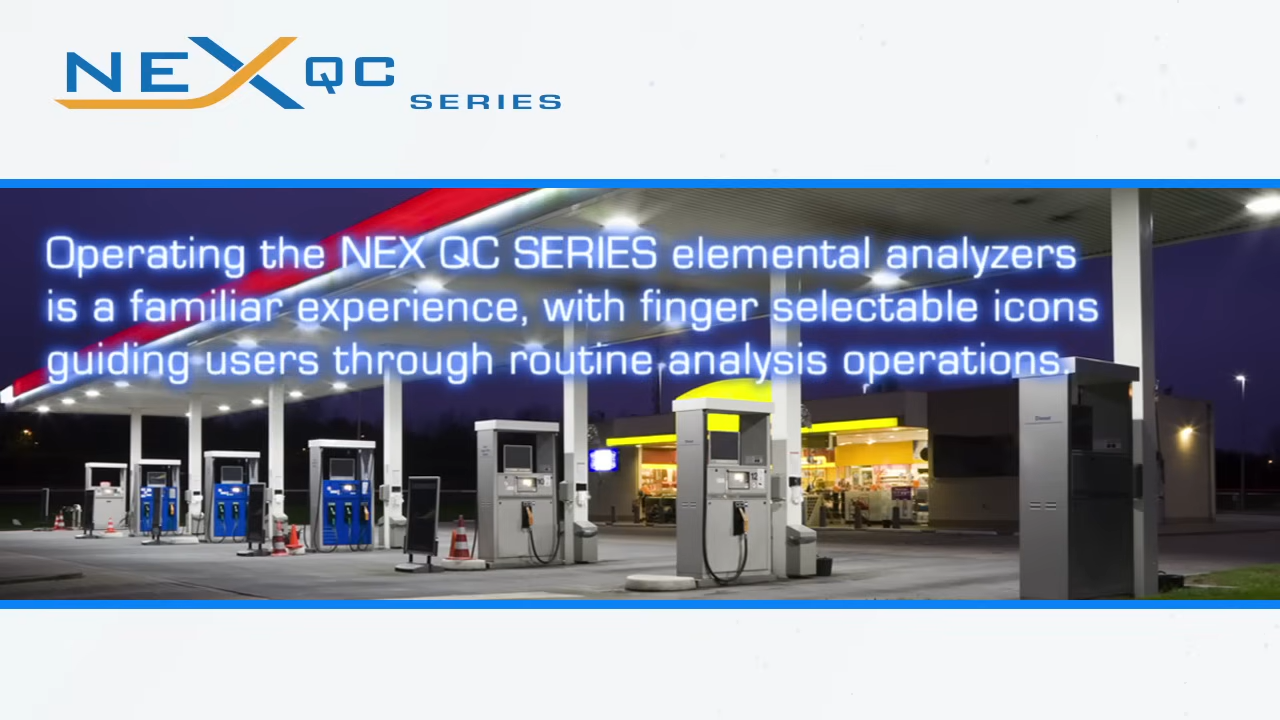 NEX QC
SERIES
Operating the NEX QC SERIES elemental analyzers
is a familiar experience, with finger selectable icons
guiding users through routine analysis operations.
Diesel